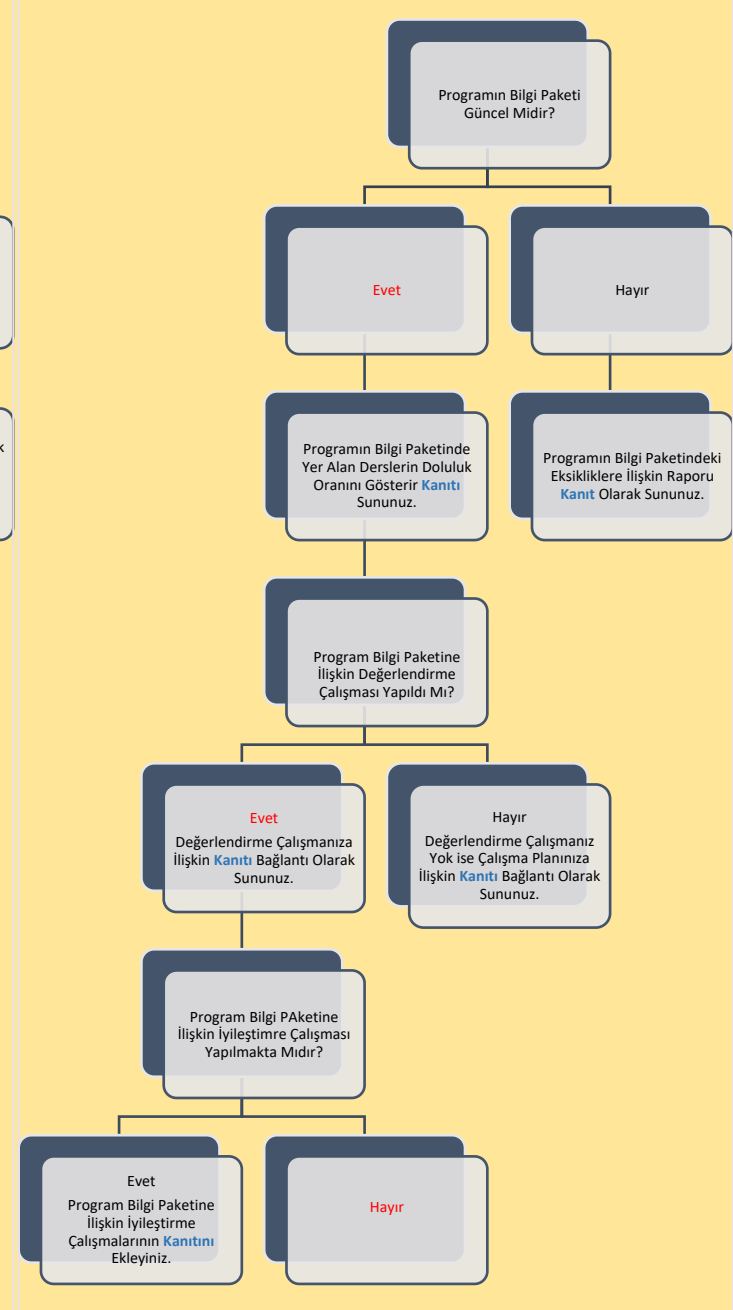 Programın Bilgi Paketi
Güncel Midir?
Evet
Hayır
k
Programın Bilgi Paketinde
Yer Alan Derslerin Doluluk
Oranını Gösterir Kanıtı
Sununuz.
Programın Bilgi Paketindeki
Eksikliklere İlişkin Raporu
Kanıt Olarak Sununuz.
Program Bilgi Paketine
İlişkin Değerlendirme
Çalışması Yapıldı Mı?
Evet
Değerlendirme Çalışmanıza
İlişkin Kanıtı Bağlantı Olarak
Sununuz.
Hayır
Değerlendirme Çalışmanız
Yok ise Çalışma Planınıza
İlişkin Kanıtı Bağlantı Olarak
Sununuz.
Program Bilgi PAketine
İlişkin İyileştimre Çalışması
Yapılmakta Mıdır?
Evet
Program Bilgi Paketine
İlişkin İyileştirme
Çalışmalarının Kanıtını
Ekleyiniz.
Hayır